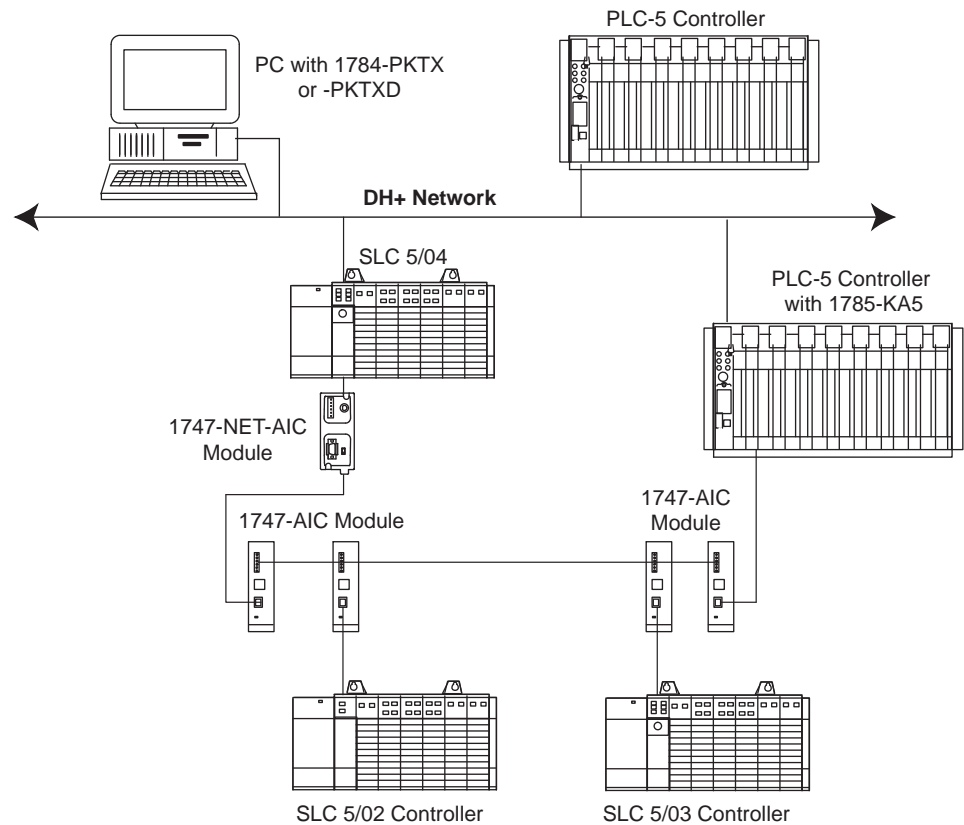 PLC-5 Controller
PC with 1784-PKTX
or -PKTXD
DH+ Network
SLC 5/04
PLC-5 Controller
with 1785-KA5
1747-NET-AIC
Module
1747-AIC Module
1747-AIC
Module
SLC 5/02 Controller
SLC 5/03 Controller